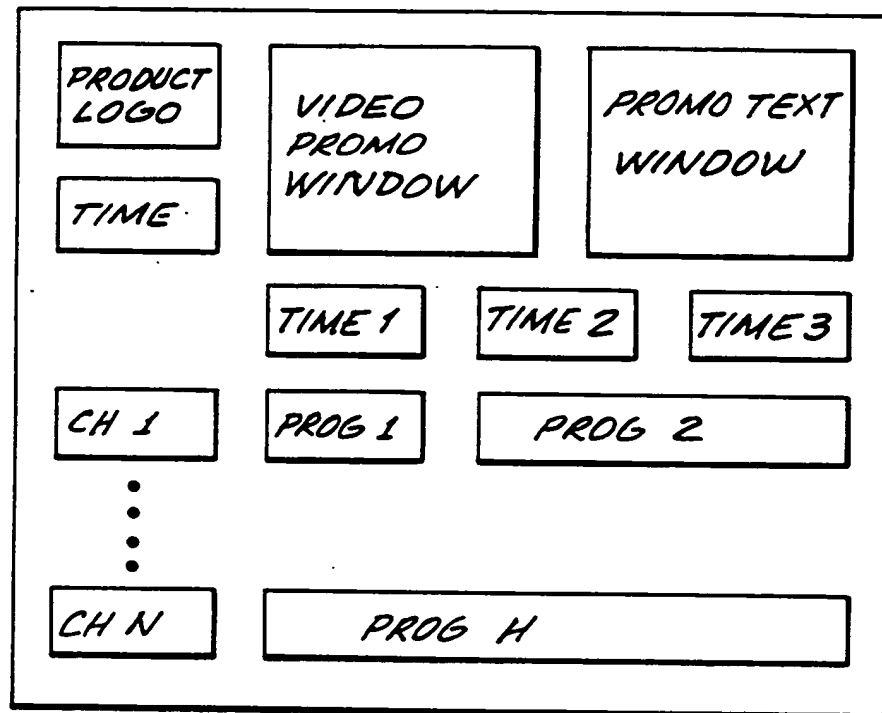 PRODUCT
LOGO
VIDEO
PROMO
WINDOW
PROMO TEXT
WINDOW
TIME
TIME 1
TIME 2
TIME 3
CH 1
PROG 1
PROG 2
CH N
PROG H